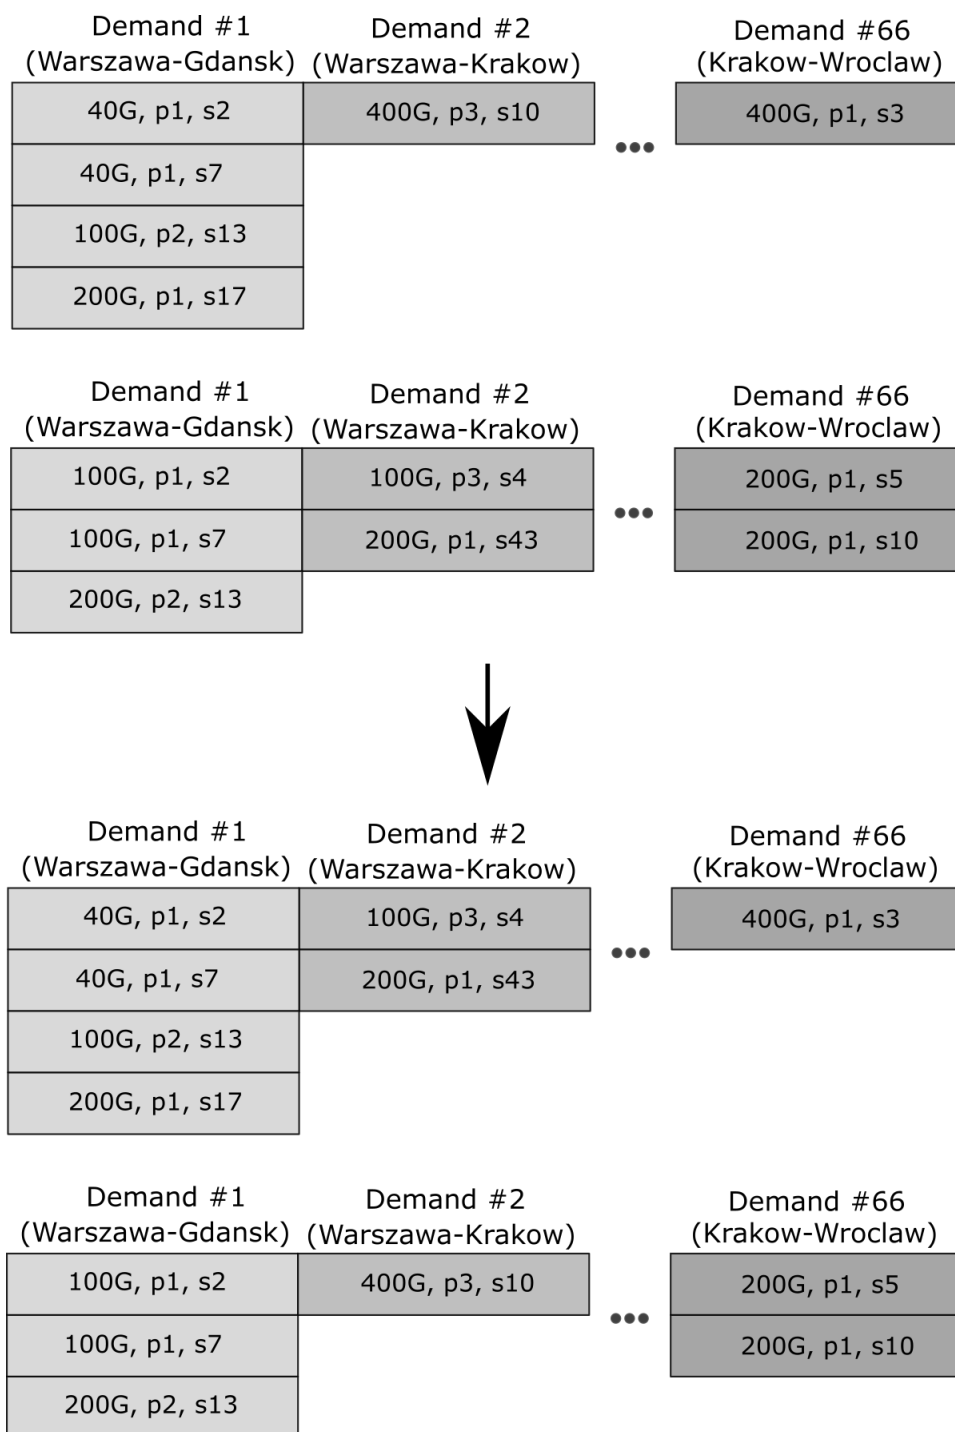 Demand #1
(Warszawa-Gdansk)
Demand #2
(Warszawa-Krakow)
Demand #66
(Krakow-Wroclaw)
40G, p1, s2
400G, p3, s10
400G, p1, s3
40G, p1, s7
100G, p2, s13
200G, p1, s17
Demand #1
(Warszawa-Gdansk)
Demand #2
(Warszawa-Krakow)
Demand #66
(Krakow-Wroclaw)
100G, p1, s2
100G, p3, s4
200G, p1, s5
100G, p1, s7
200G, p1, s43
200G, p1, s10
200G, p2, s13
Demand #1
(Warszawa-Gdansk)
Demand #2
(Warszawa-Krakow)
Demand #66
(Krakow-Wroclaw)
40G, p1, s2
100G, p3, s4
400G, p1, s3
40G, p1, s7
200G, p1, s43
100G, p2, s13
200G, p1, s17
Demand #1
(Warszawa-Gdansk)
Demand #2
(Warszawa-Krakow)
Demand #66
(Krakow-Wroclaw)
100G, p1, s2
400G, p3, s10
200G, p1, s5
100G, p1, s7
200G, p1, s10
200G, p2, s13